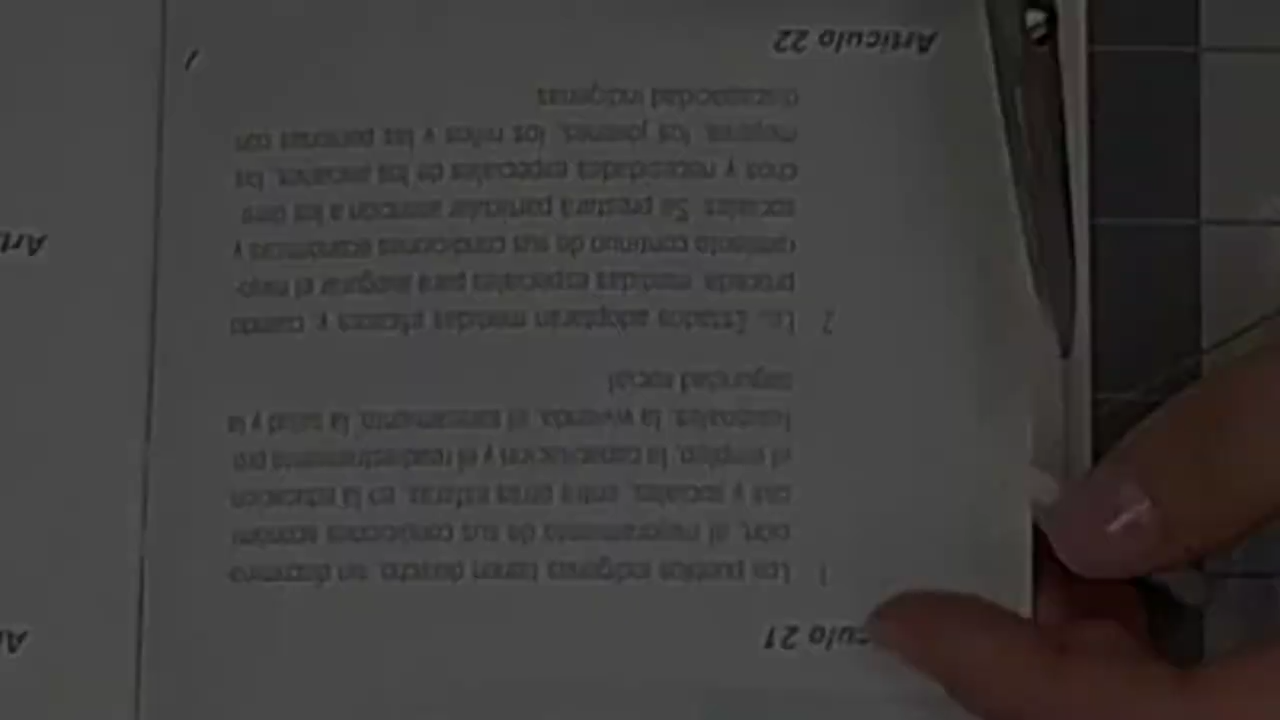 culo 21
1 Los pueblos indígenas tienen derecho, sin discrimina
ción, al mejoramiento de sus condiciones económi
cas y sociales, entre otras esferas, en la educación
el empleo, la capacitación y el readiestramiento pro
fesionales, la vivienda, el saneamiento, la salud y la
seguridad social
2 Los Estados adoptarán medidas eficaces y, cuando
proceda, medidas especiales para asegurar el mejo-
ramiento continuo de sus condiciones económicas y
sociales. Se prestará particular atención a los dere
chos y necesidades especiales de los ancianos, las
mujeres, los jóvenes, los niños y las personas con
discapacidad indígenas
Artículo 22
1
Art
Ar